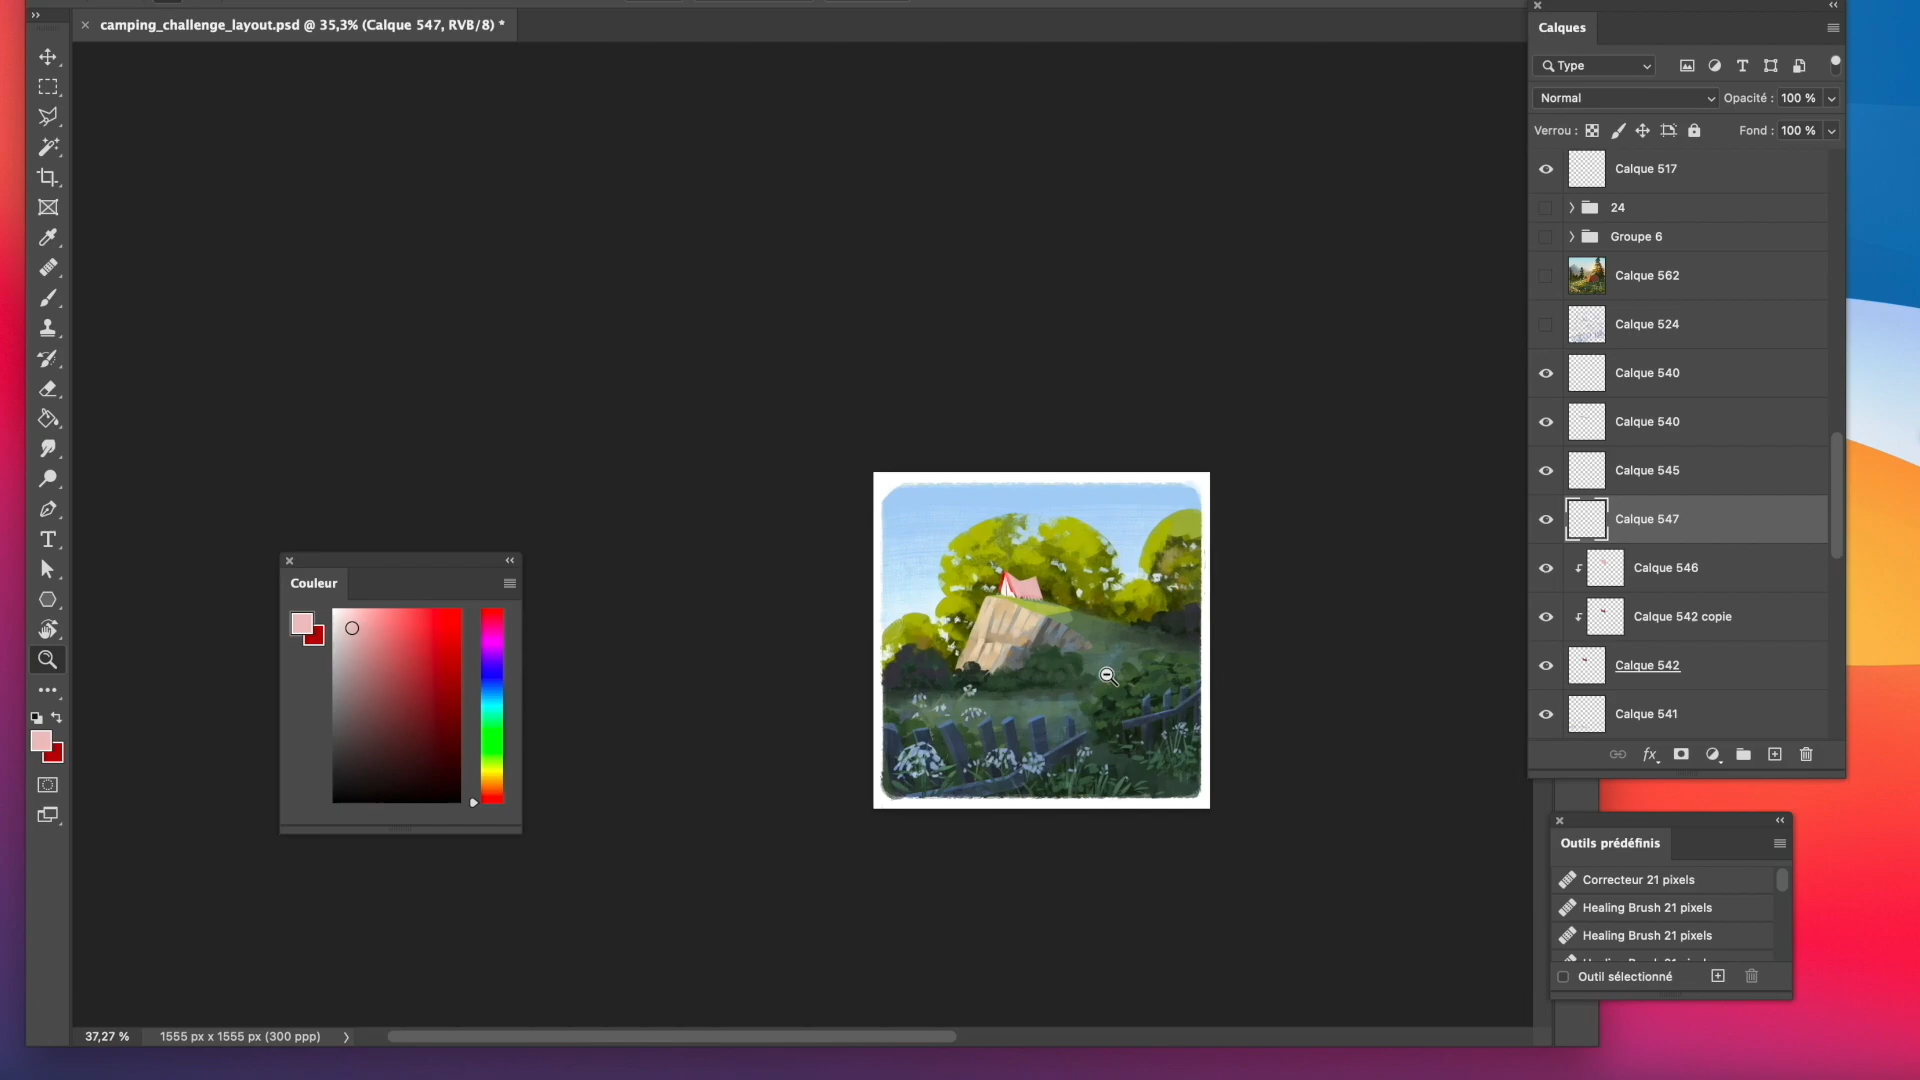 camping_challenge_layout.psd @ 35,3% (Calque 547, RVB/8) *
Calques
Type
Normal
Opacité : 100 %
Verrou :
Fond : 100 %
Calque 517
24
Groupe 6
Calque 562
Calque 524
Calque 540
Calque 540
Calque 545
Calque 547
Calque 546
Calque 542 copie
Calque 542
Calque 541
fx
Couleur
Outils prédéfinis
Correcteur 21 pixels
Healing Brush 21 pixels
Healing Brush 21 pixels
Outil sélectionné
37,27 %
1555 px x 1555 px (300 ppp)